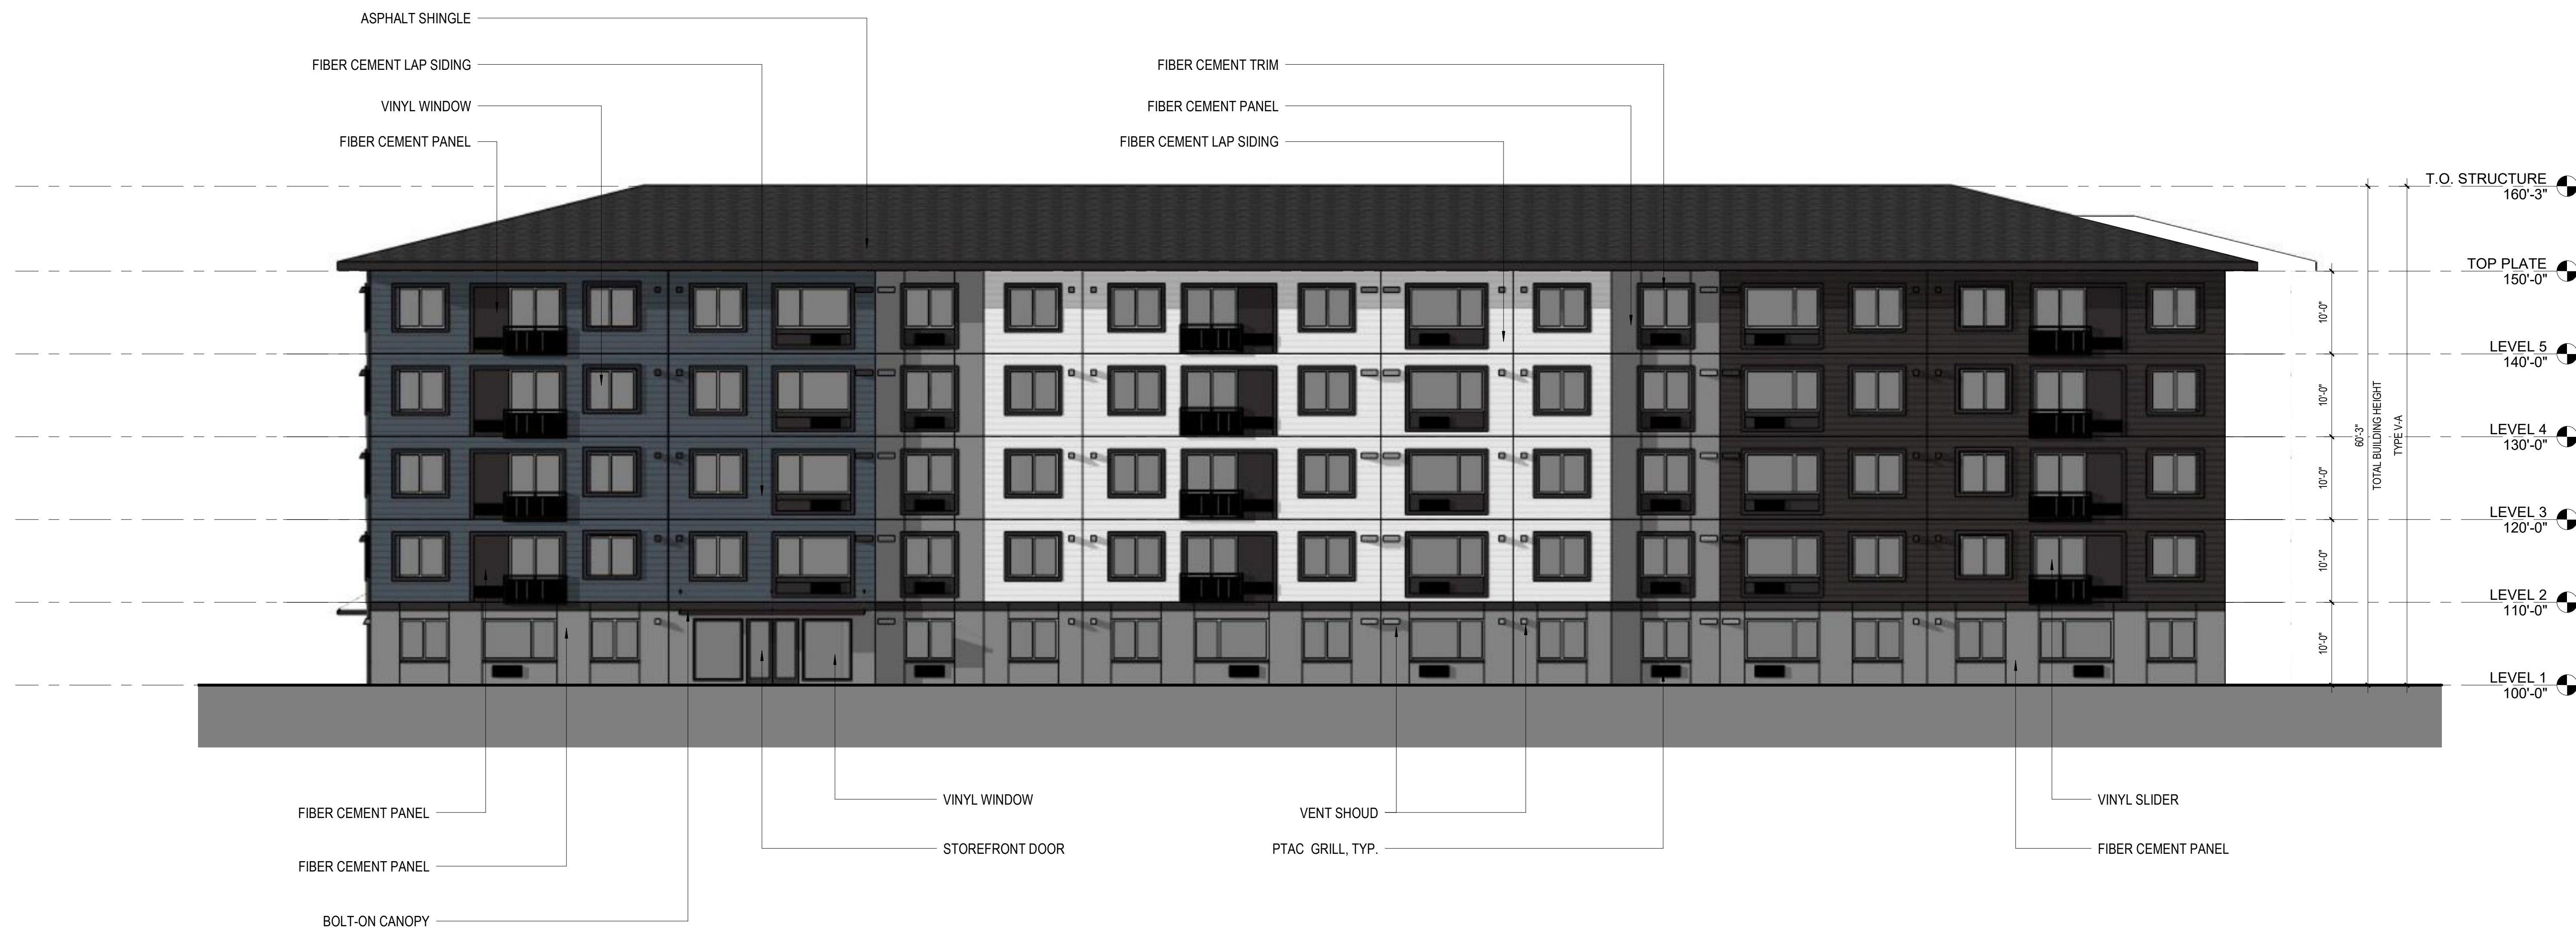 ASPHALT SHINGLE
FIBER CEMENT LAP SIDING
VINYL WINDOW
FIBER CEMENT PANEL
FIBER CEMENT TRIM
FIBER CEMENT PANEL
FIBER CEMENT LAP SIDING
T.O. STRUCTURE
160'-3"
TOP PLATE
150'-0"
LEVEL 5
140'-0"
LEVEL 4
130'-0"
LEVEL 3
120'-0"
LEVEL 2
110'-0"
LEVEL 1
100'-0"
10'-0"
10'-0"
10'-0"
10'-0"
10'-0"
60'-3"
TOTAL BUILDING HEIGHT
TYPE V-A
FIBER CEMENT PANEL
FIBER CEMENT PANEL
BOLT-ON CANOPY
VINYL WINDOW
STOREFRONT DOOR
VENT SHOUD
PTAC GRILL, TYP.
VINYL SLIDER
FIBER CEMENT PANEL